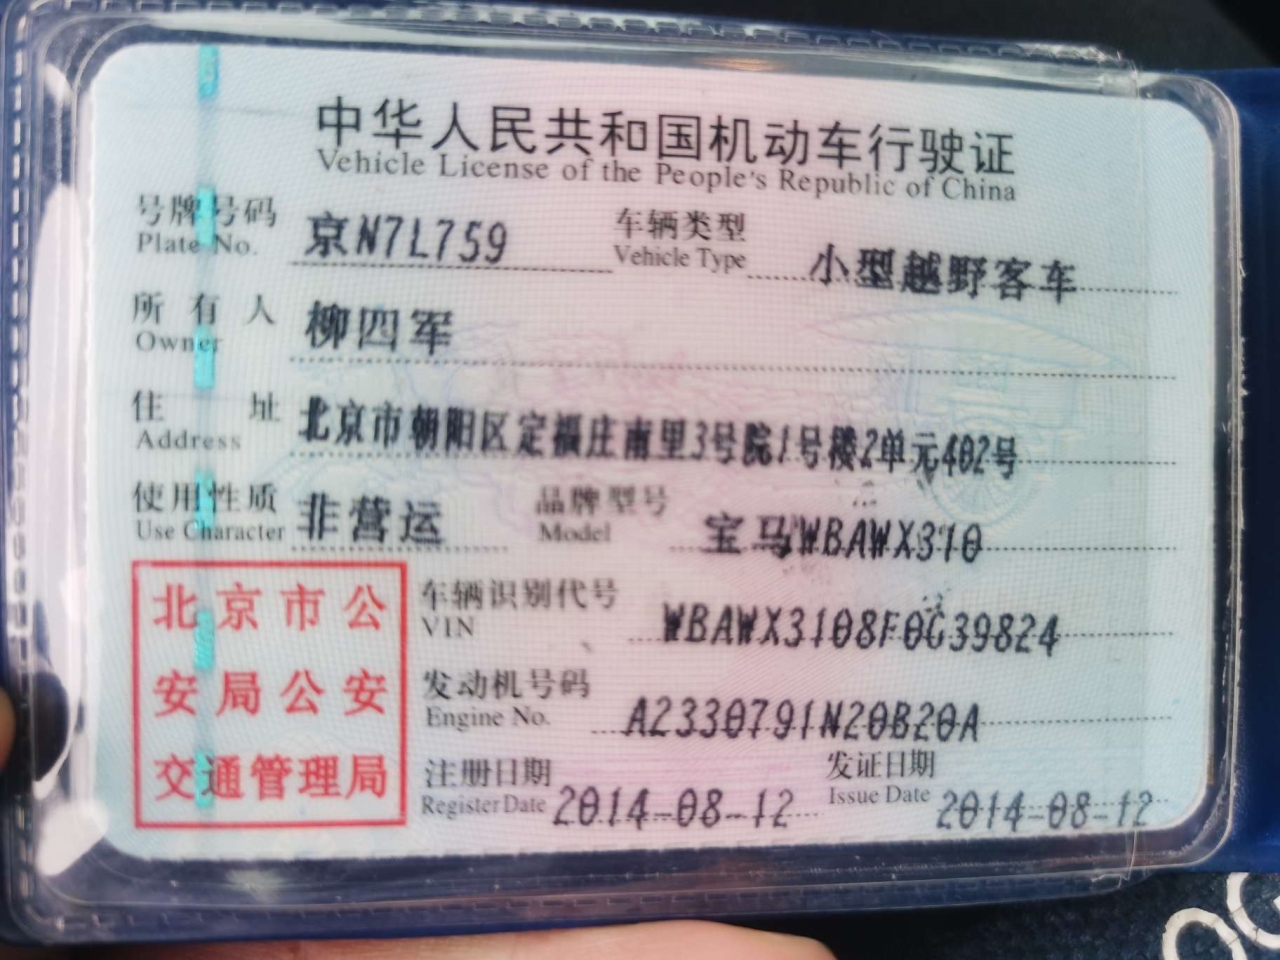 中华人民共和国机动车行驶证
Vehicle License of the People's Republic of China
号牌号码 京N7L759 车辆类型 小型越野客车
Plate No. Vehicle Type
所有人 柳四军
Owner
住址 北京市朝阳区定福庄南里3号院1号楼2单元402号
Address
使用性质 非营运 品牌型号 宝马WBAWX310
Use Character Model
车辆识别代号 WBAWX3108F0G39824
VIN
发动机号码 A2330791N20B20A
Engine No.
注册日期 2014-08-12 发证日期 2014-08-12
Register Date Issue Date
北京市公
安局公安
交通管理局